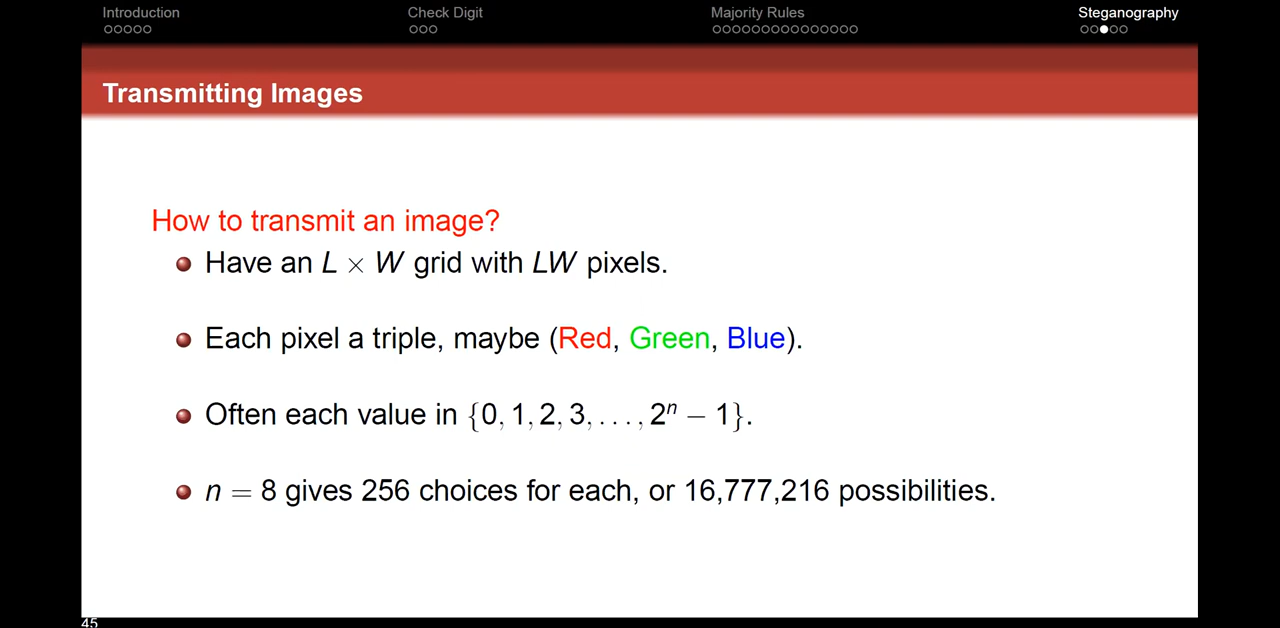 Introduction Check Digit Majority Rules Steganography
Transmitting Images
How to transmit an image?
Have an L × W grid with LW pixels.
Each pixel a triple, maybe (Red, Green, Blue).
Often each value in {0, 1, 2, 3, . . . , 2ⁿ − 1}.
n = 8 gives 256 choices for each, or 16,777,216 possibilities.
45